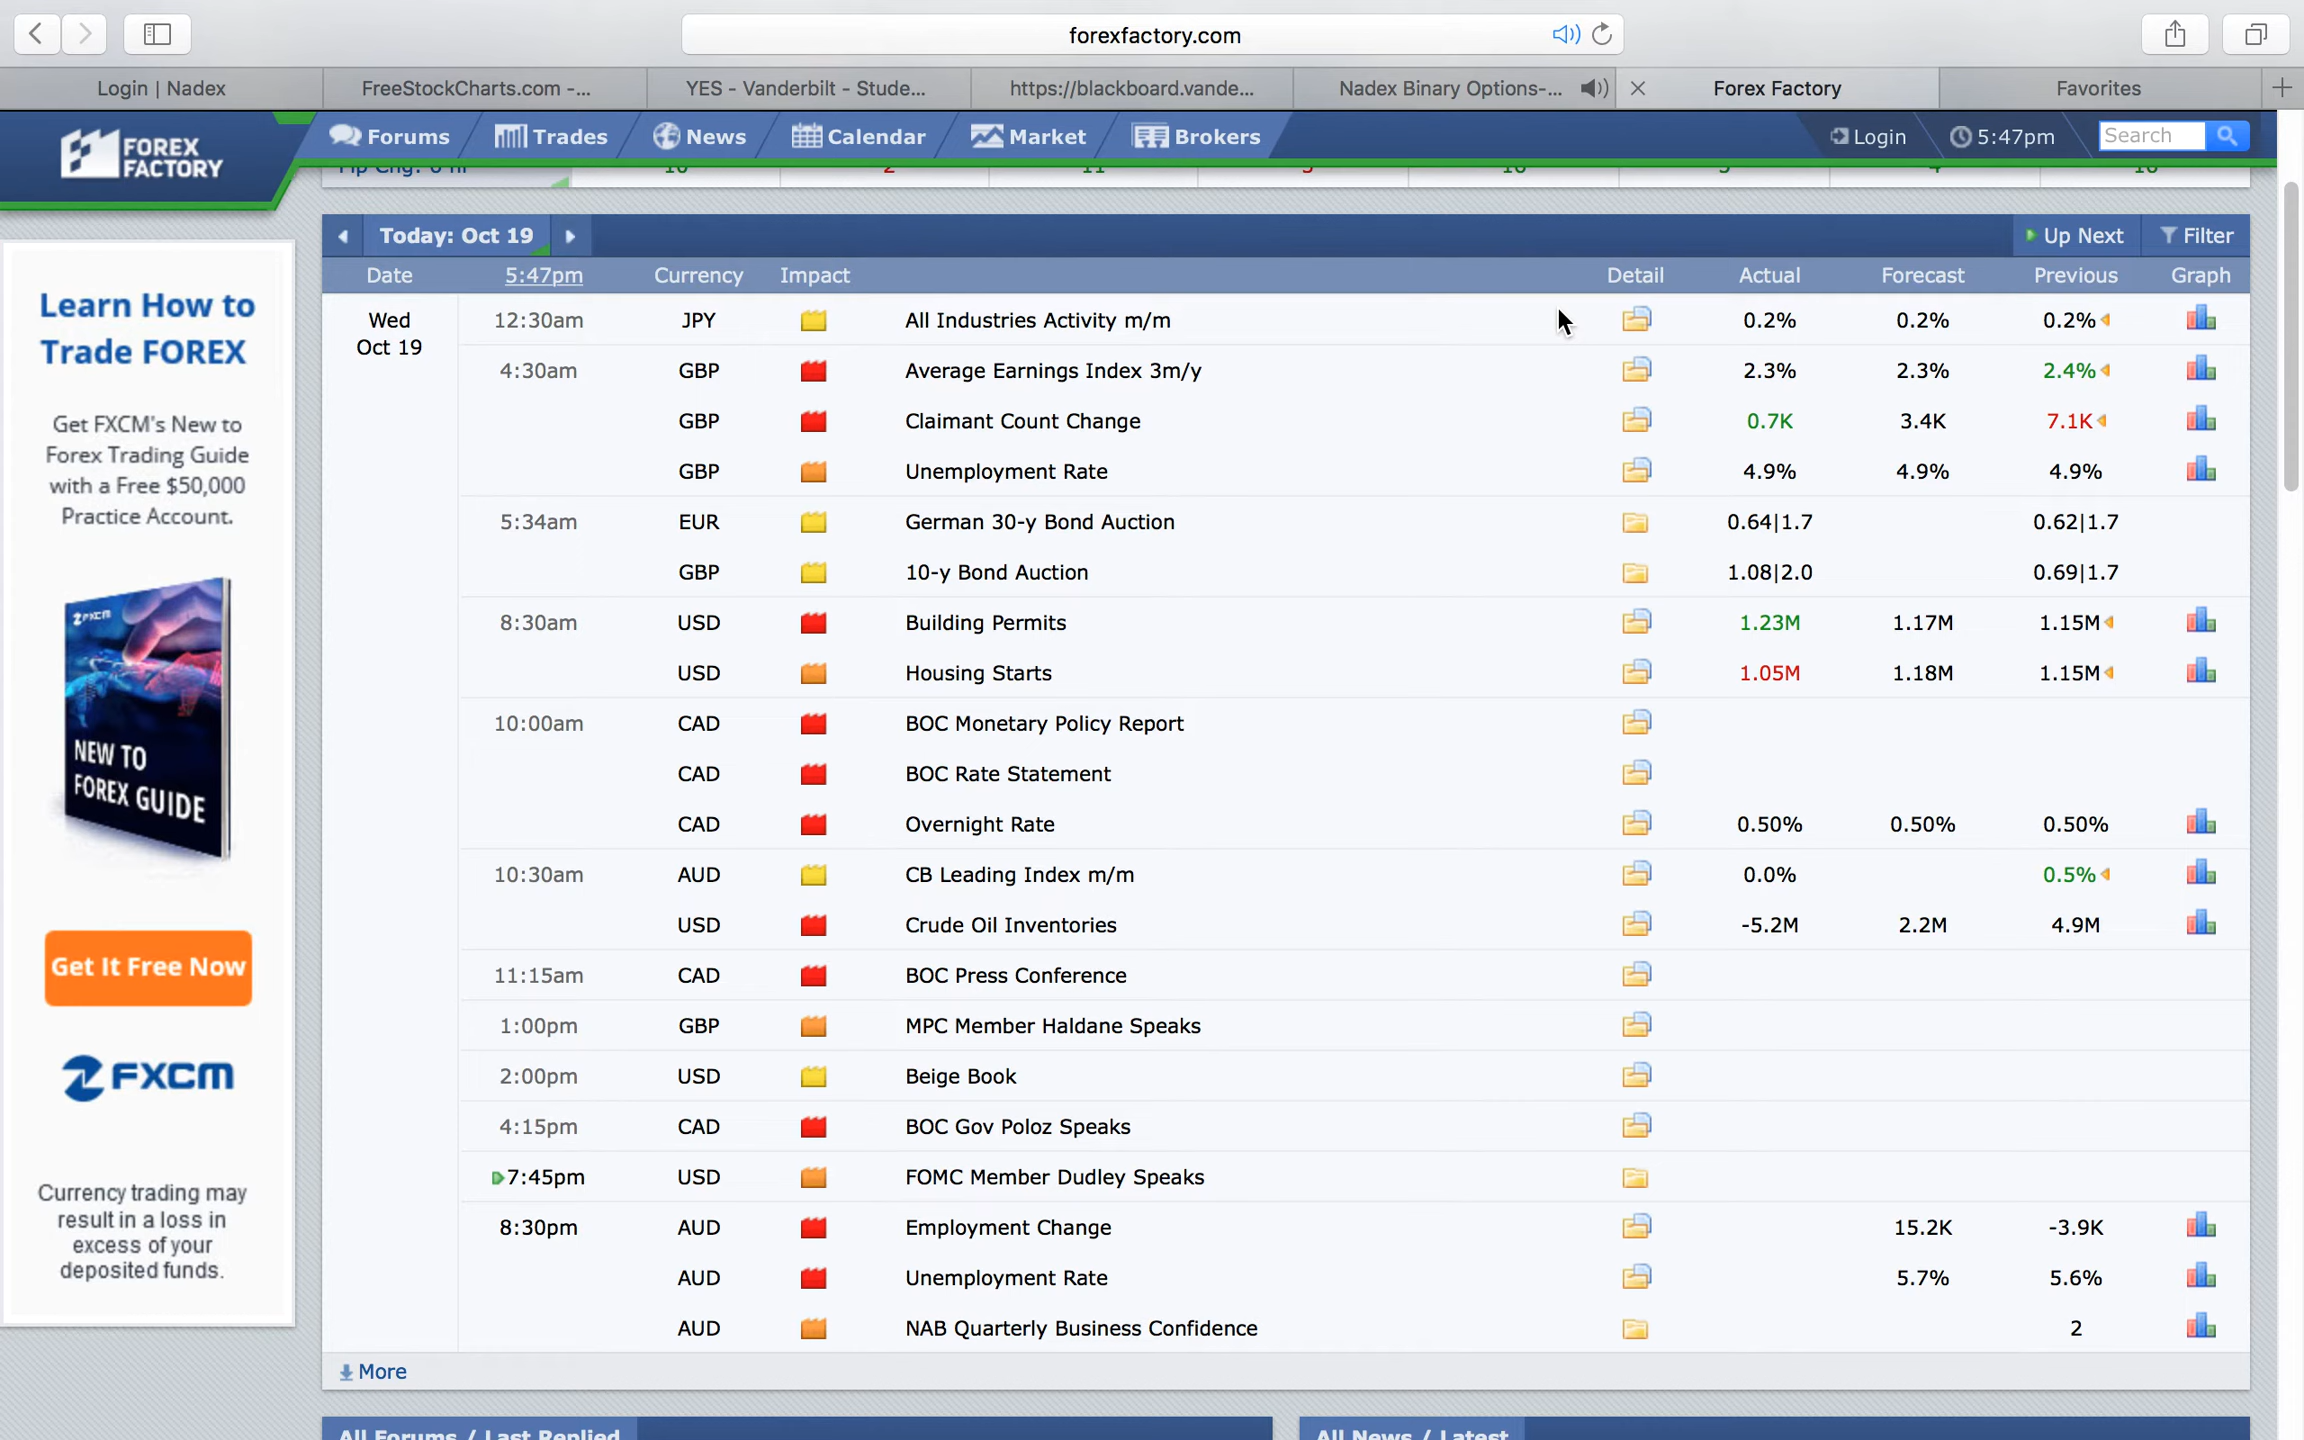 forexfactory.com
Login | Nadex
FreeStockCharts.com -...
YES - Vanderbilt - Stude...
https://blackboard.vande...
Nadex Binary Options-...
Forex Factory
Favorites
FOREX
FACTORY
Forums
Trades
News
Calendar
Market
Brokers
Login
5:47pm
Search
Today: Oct 19
Up Next
Filter
Date 5:47pm Currency Impact Detail Actual Forecast Previous Graph
Wed
Oct 19
12:30am JPY All Industries Activity m/m 0.2% 0.2% 0.2%
4:30am GBP Average Earnings Index 3m/y 2.3% 2.3% 2.4%
GBP Claimant Count Change 0.7K 3.4K 7.1K
GBP Unemployment Rate 4.9% 4.9% 4.9%
5:34am EUR German 30-y Bond Auction 0.64|1.7 0.62|1.7
GBP 10-y Bond Auction 1.08|2.0 0.69|1.7
8:30am USD Building Permits 1.23M 1.17M 1.15M
USD Housing Starts 1.05M 1.18M 1.15M
10:00am CAD BOC Monetary Policy Report
CAD BOC Rate Statement
CAD Overnight Rate 0.50% 0.50% 0.50%
10:30am AUD CB Leading Index m/m 0.0% 0.5%
USD Crude Oil Inventories -5.2M 2.2M 4.9M
11:15am CAD BOC Press Conference
1:00pm GBP MPC Member Haldane Speaks
2:00pm USD Beige Book
4:15pm CAD BOC Gov Poloz Speaks
7:45pm USD FOMC Member Dudley Speaks
8:30pm AUD Employment Change 15.2K -3.9K
AUD Unemployment Rate 5.7% 5.6%
AUD NAB Quarterly Business Confidence 2
More
All Forums / Last Replied
All News / Latest
Learn How to
Trade FOREX
Get FXCM's New to
Forex Trading Guide
with a Free $50,000
Practice Account.
FXCM
NEW TO
FOREX GUIDE
Get It Free Now
FXCM
Currency trading may
result in a loss in
excess of your
deposited funds.